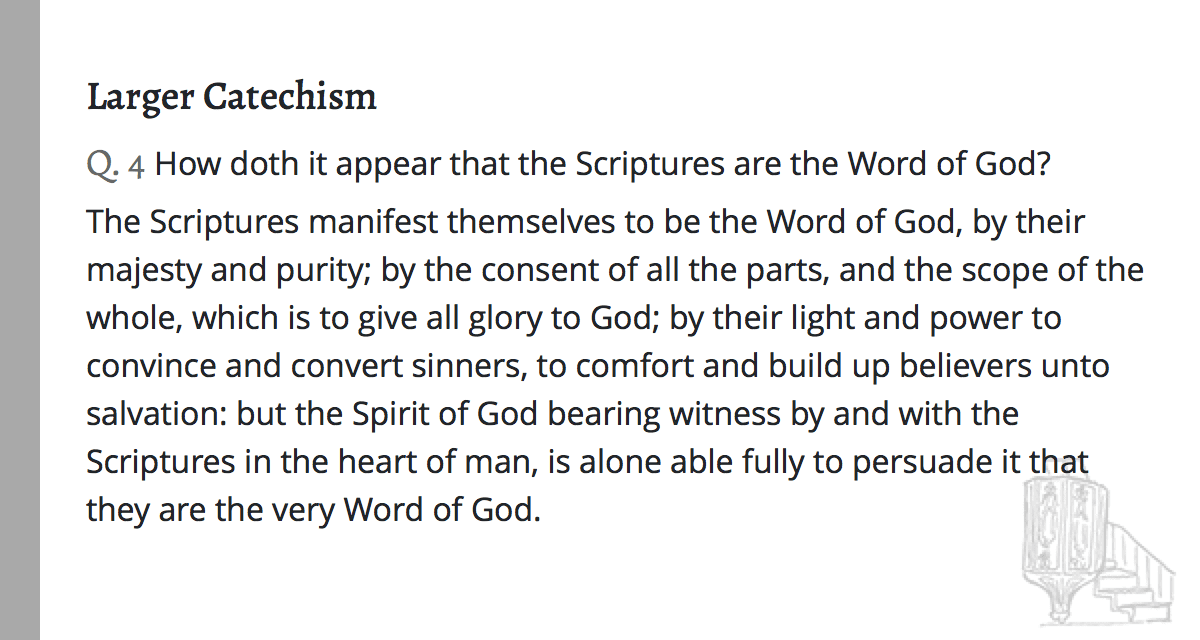 Larger Catechism
Q. 4 How doth it appear that the Scriptures are the Word of God?
The Scriptures manifest themselves to be the Word of God, by their
majesty and purity; by the consent of all the parts, and the scope of the
whole, which is to give all glory to God; by their light and power to
convince and convert sinners, to comfort and build up believers unto
salvation: but the Spirit of God bearing witness by and with the
Scriptures in the heart of man, is alone able fully to persuade it that
they are the very Word of God.